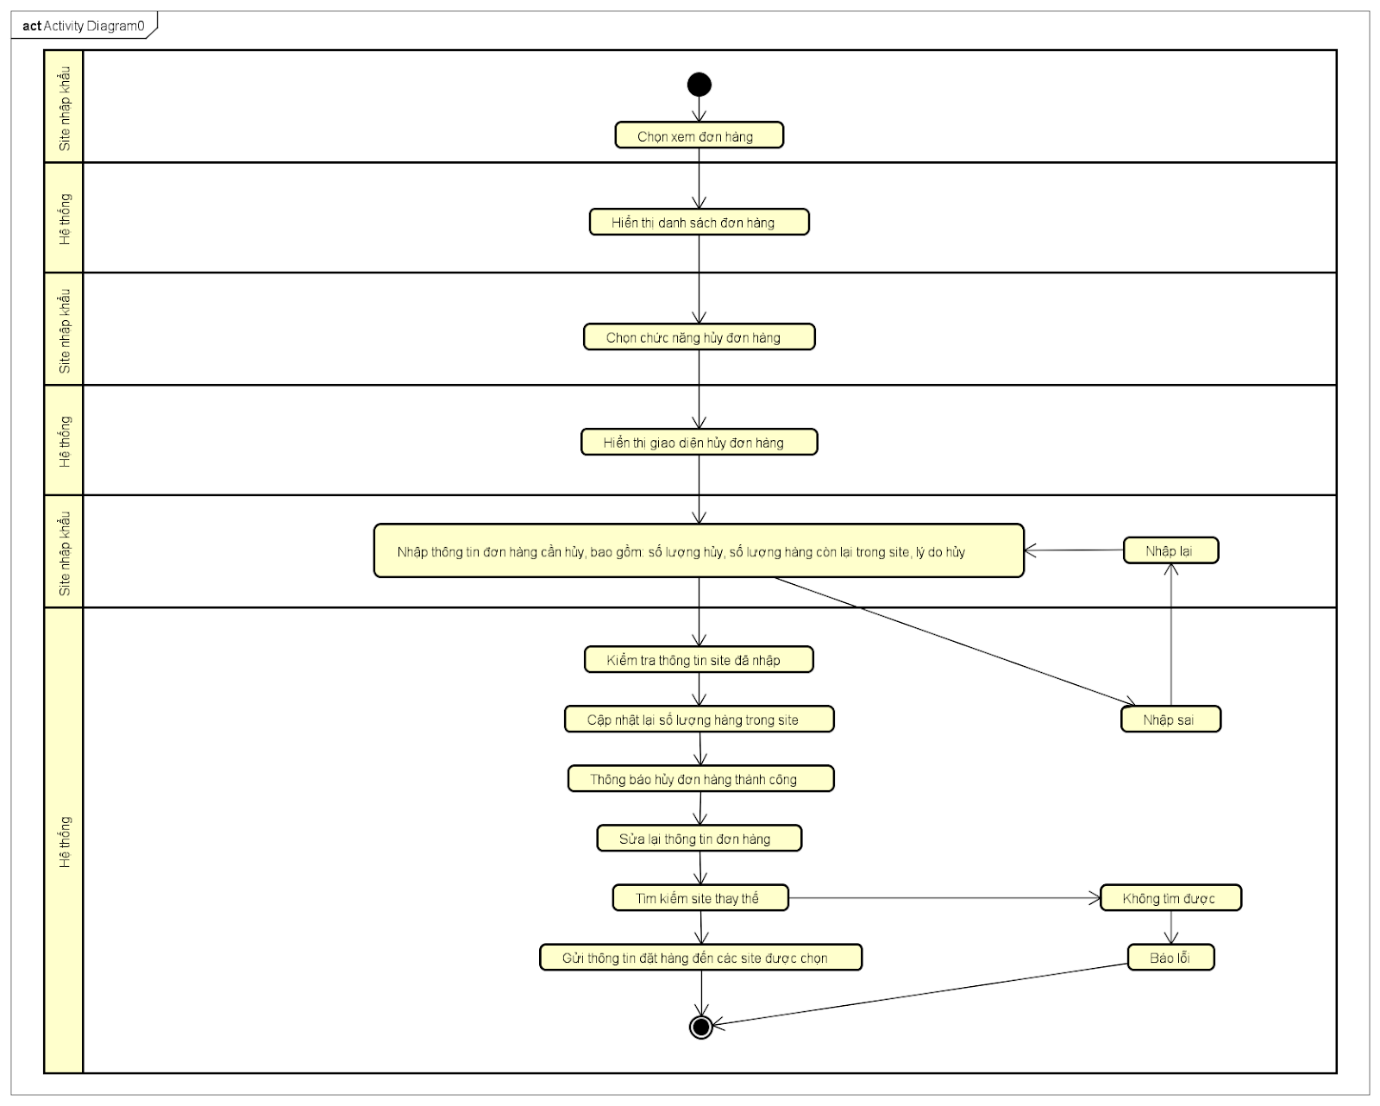 act Activity Diagram0
Site nhập khẩu
Chọn xem đơn hàng
Hệ thống
Hiển thị danh sách đơn hàng
Site nhập khẩu
Chọn chức năng hủy đơn hàng
Hệ thống
Hiển thị giao diện hủy đơn hàng
Site nhập khẩu
Nhập thông tin đơn hàng cần hủy, bao gồm: số lượng hủy, số lượng hàng còn lại trong site, lý do hủy
Nhập lại
Hệ thống
Kiểm tra thông tin site đã nhập
Cập nhật lại số lượng hàng trong site
Nhập sai
Thông báo hủy đơn hàng thành công
Sửa lại thông tin đơn hàng
Tìm kiếm site thay thế
Không tìm được
Gửi thông tin đặt hàng đến các site được chọn
Báo lỗi